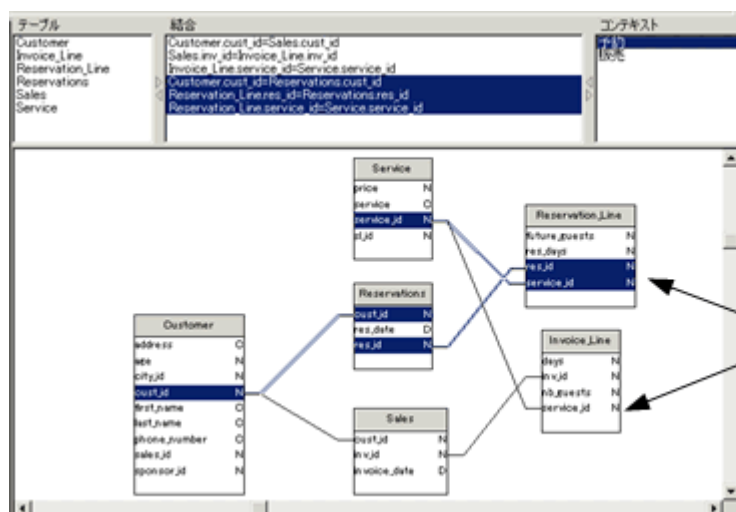 テーブル
Customer
Invoice_Line
Reservation_Line
Reservations
Sales
Service
結合
Customer.cust_id=Sales.cust_id
Sales.inv_id=Invoice_Line.inv_id
Invoice_Line.service_id=Service.service_id
Customer.cust_id=Reservations.cust_id
Reservation_Line.res_id=Reservations.res_id
Reservation_Line.service_id=Service.service_id
コンテキスト
予約
販売
Service
price N
service C
service_id N
sl_id N
Reservation_Line
future_guests N
res_days N
res_id N
service_id N
Reservations
cust_id N
res_date D
res_id N
Customer
address C
age N
city_id N
cust_id N
first_name C
last_name C
phone_number C
sales_id N
sponsor_id N
Invoice_Line
days N
inv_id N
nb_guests N
service_id N
Sales
cust_id N
inv_id N
invoice_date D